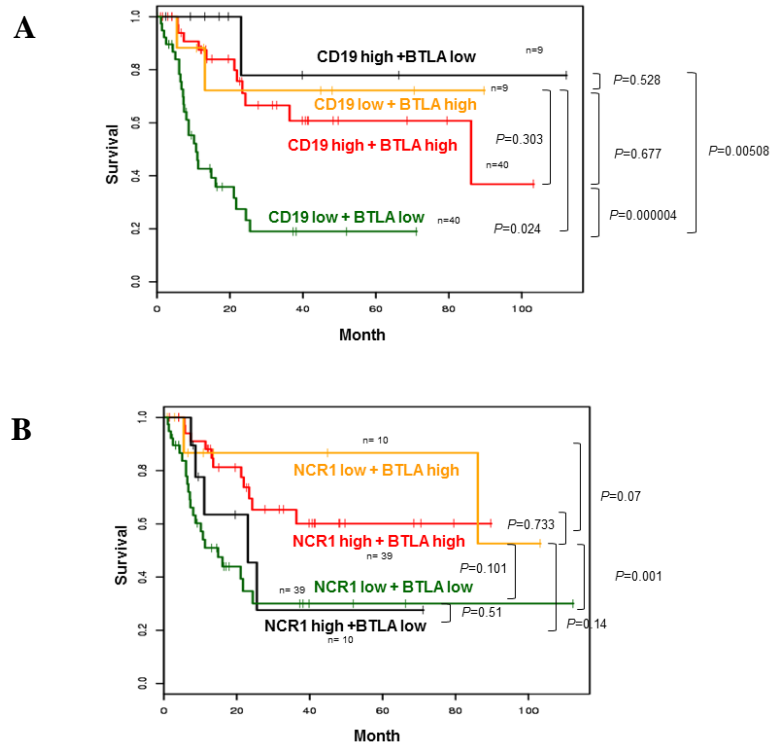 A
1.0
0.8
0.6
0.4
0.2
0.0
Survival
CD19 high +BTLA low
n=9
CD19 low + BTLA high
n=9
CD19 high + BTLA high
n=40
CD19 low + BTLA low
n=40
P=0.528
P=0.303
P=0.677
P=0.00508
P=0.024
P=0.000004
0
20
40
60
80
100
Month
B
1.0
0.8
0.6
0.4
0.2
0.0
Survival
n= 10
NCR1 low + BTLA high
NCR1 high + BTLA high
n= 39
NCR1 low + BTLA low
n= 39
NCR1 high +BTLA low
n= 10
P=0.07
P=0.733
P=0.101
P=0.001
P=0.51
P=0.14
0
20
40
60
80
100
Month